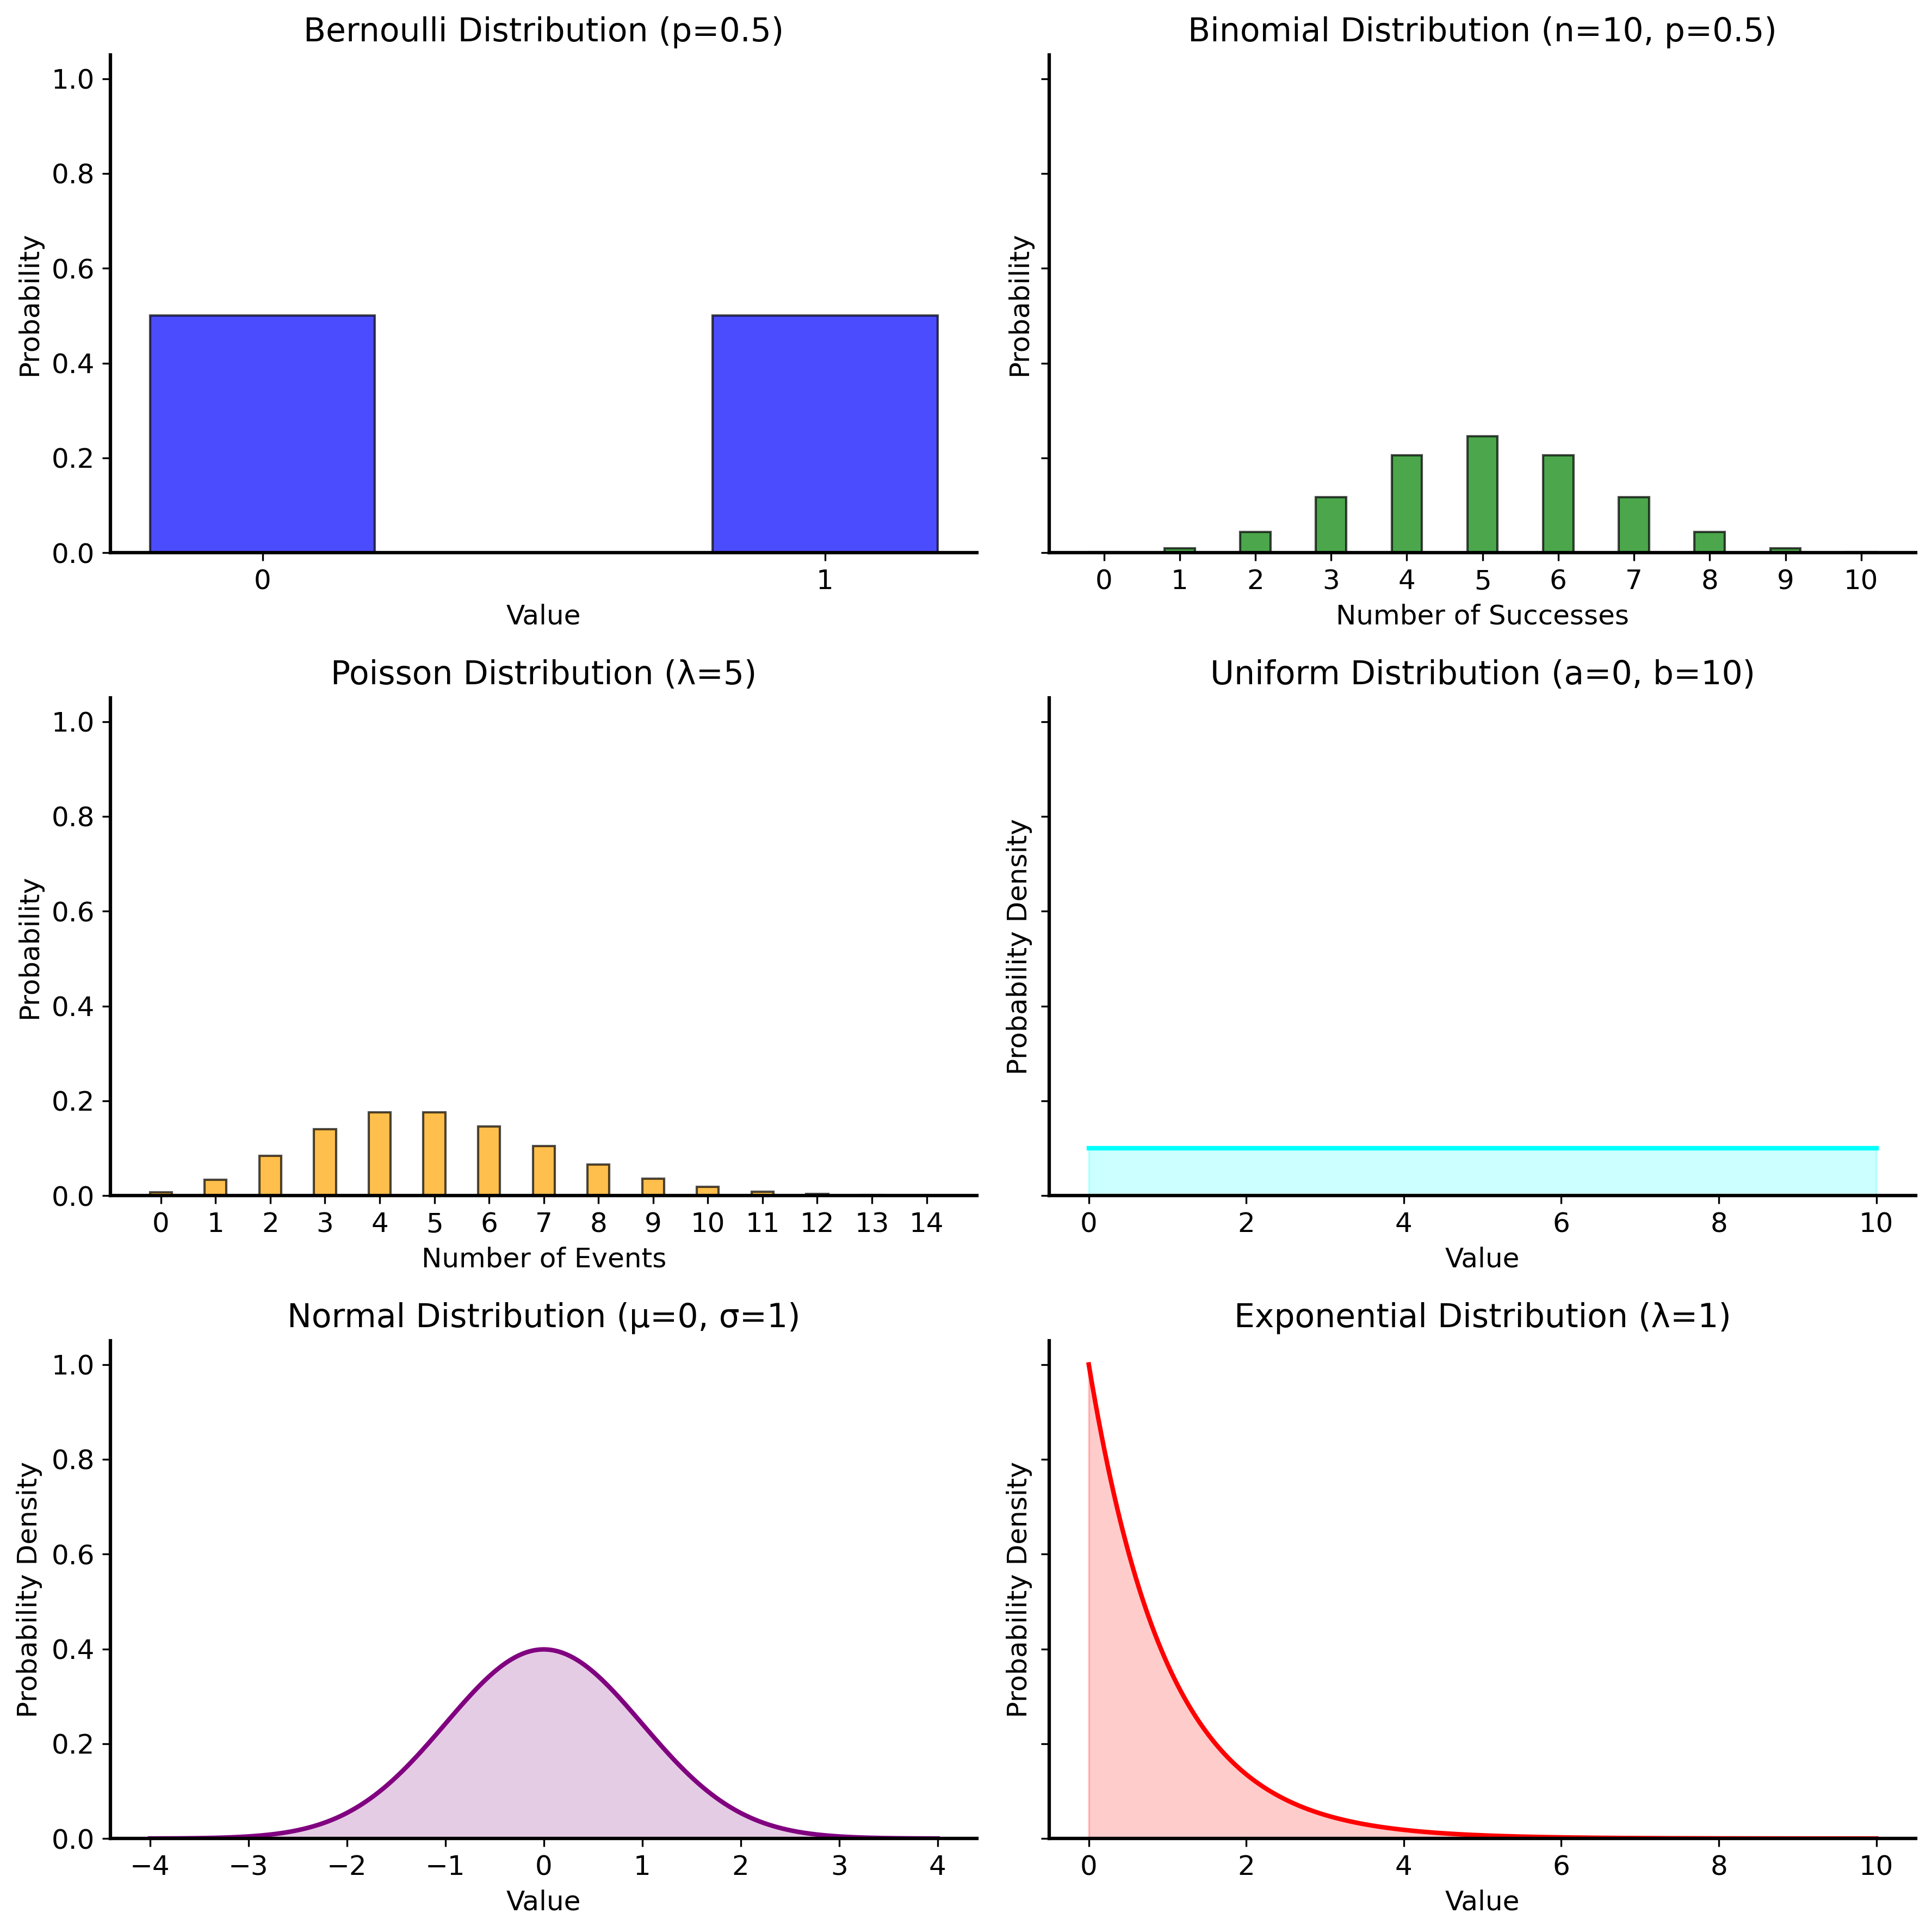 Bernoulli Distribution (p=0.5)
1.0
0.8
0.6
0.4
0.2
0.0
Probability
0 1
Value
Binomial Distribution (n=10, p=0.5)
Probability
0 1 2 3 4 5 6 7 8 9 10
Number of Successes
Poisson Distribution (λ=5)
1.0
0.8
0.6
0.4
0.2
0.0
Probability
0 1 2 3 4 5 6 7 8 9 10 11 12 13 14
Number of Events
Uniform Distribution (a=0, b=10)
Probability Density
0 2 4 6 8 10
Value
Normal Distribution (μ=0, σ=1)
1.0
0.8
0.6
0.4
0.2
0.0
Probability Density
−4 −3 −2 −1 0 1 2 3 4
Value
Exponential Distribution (λ=1)
Probability Density
0 2 4 6 8 10
Value